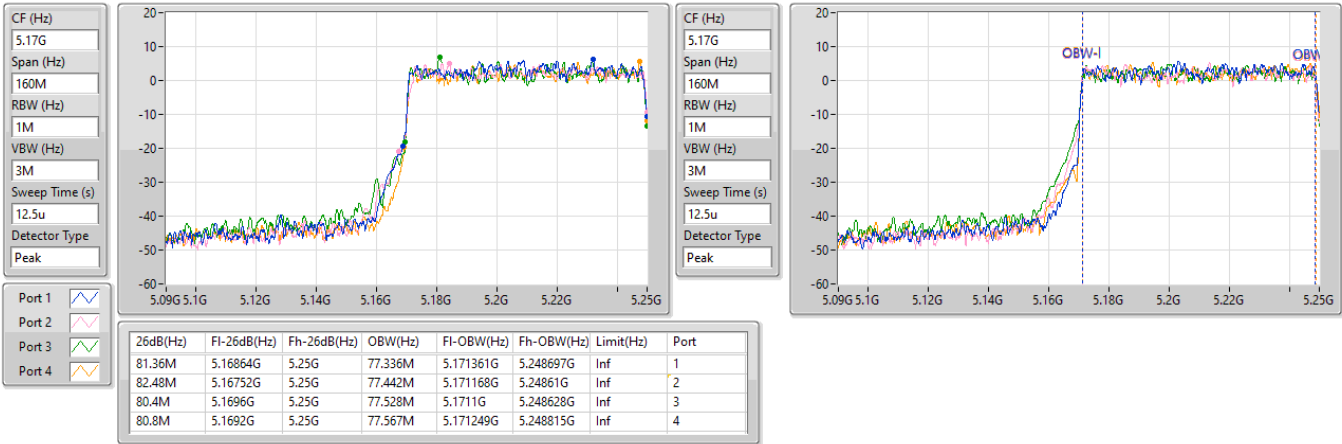 CF (Hz)
5.17G
Span (Hz)
160M
RBW (Hz)
1M
VBW (Hz)
3M
Sweep Time (s)
12.5u
Detector Type
Peak
20
10
0
-10
-20
-30
-40
-50
-60
5.09G 5.1G 5.12G 5.14G 5.16G 5.18G 5.2G 5.22G 5.25G
CF (Hz)
5.17G
Span (Hz)
160M
RBW (Hz)
1M
VBW (Hz)
3M
Sweep Time (s)
12.5u
Detector Type
Peak
20
10
0
-10
-20
-30
-40
-50
-60
OBW-l OBW
5.09G 5.1G 5.12G 5.14G 5.16G 5.18G 5.2G 5.22G 5.25G
Port 1
Port 2
Port 3
Port 4
26dB(Hz) Fl-26dB(Hz) Fh-26dB(Hz) OBW(Hz) Fl-OBW(Hz) Fh-OBW(Hz) Limit(Hz) Port
81.36M 5.16864G 5.25G 77.336M 5.171361G 5.248697G Inf 1
82.48M 5.16752G 5.25G 77.442M 5.171168G 5.24861G Inf 2
80.4M 5.1696G 5.25G 77.528M 5.1711G 5.248628G Inf 3
80.8M 5.1692G 5.25G 77.567M 5.171249G 5.248815G Inf 4